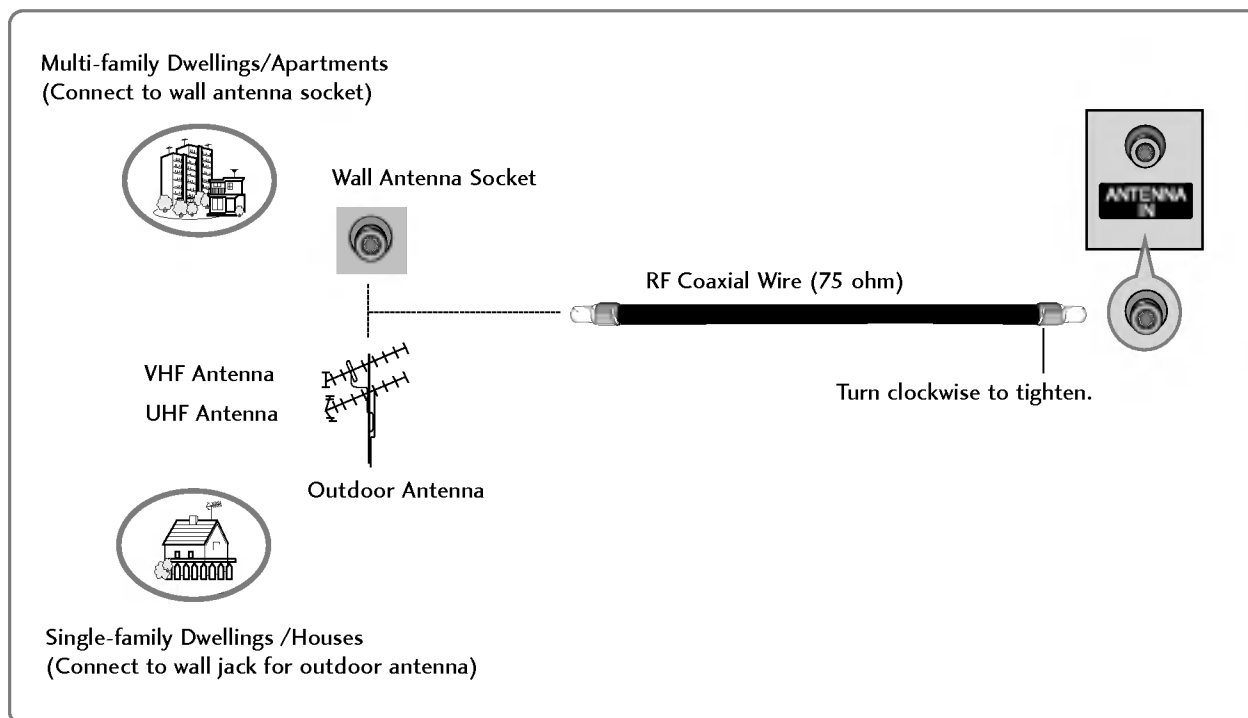 Multi-family Dwellings/Apartments
(Connect to wall antenna socket)
Wall Antenna Socket
ANTENNA
IN
RF Coaxial Wire (75 ohm)
VHF Antenna
UHF Antenna
Turn clockwise to tighten.
Outdoor Antenna
Single-family Dwellings /Houses
(Connect to wall jack for outdoor antenna)